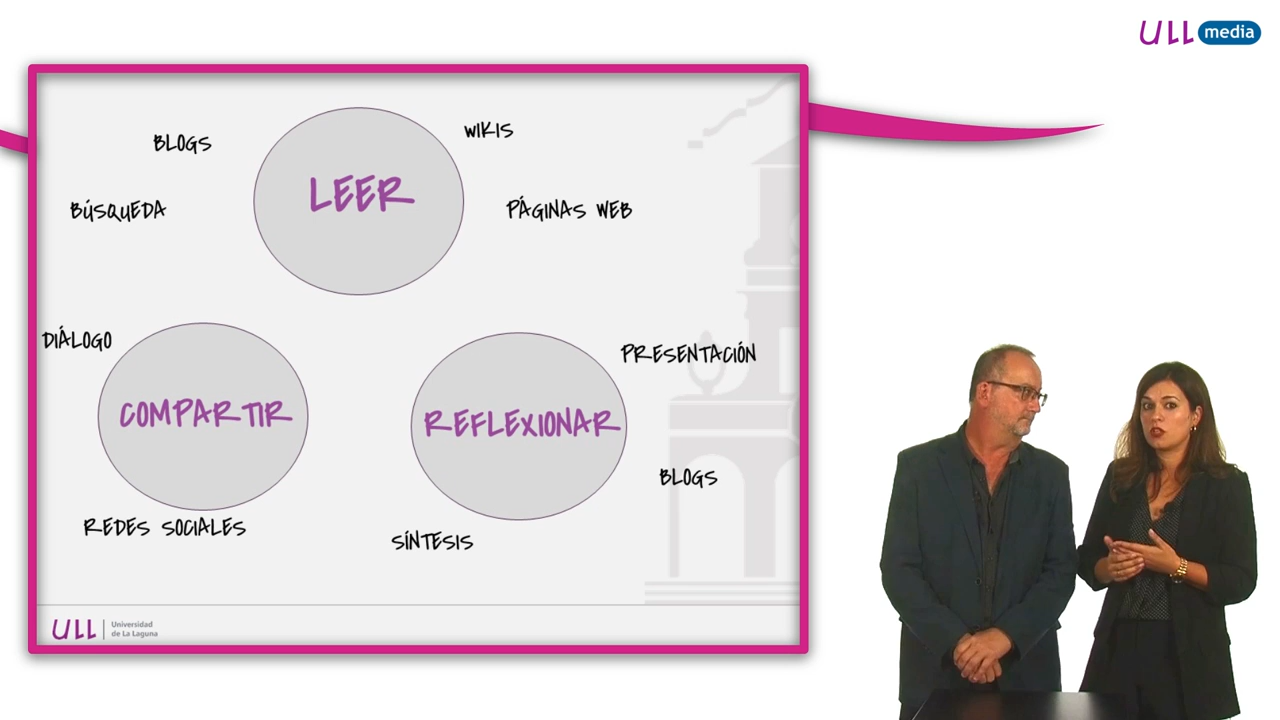 ULL media
BLOGS
WIKIS
LEER
BÚSQUEDA
PÁGINAS WEB
DIÁLOGO
PRESENTACIÓN
COMPARTIR
REFLEXIONAR
BLOGS
REDES SOCIALES
SÍNTESIS
ULL
Universidad
de La Laguna